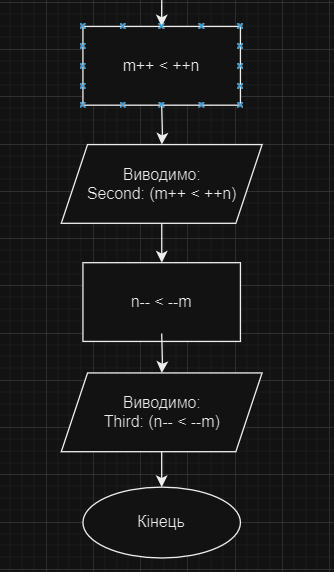 m++ < ++n
Виводимо:
Second: (m++ < ++n)
n-- < --m
Виводимо:
Third: (n-- < --m)
Кінець